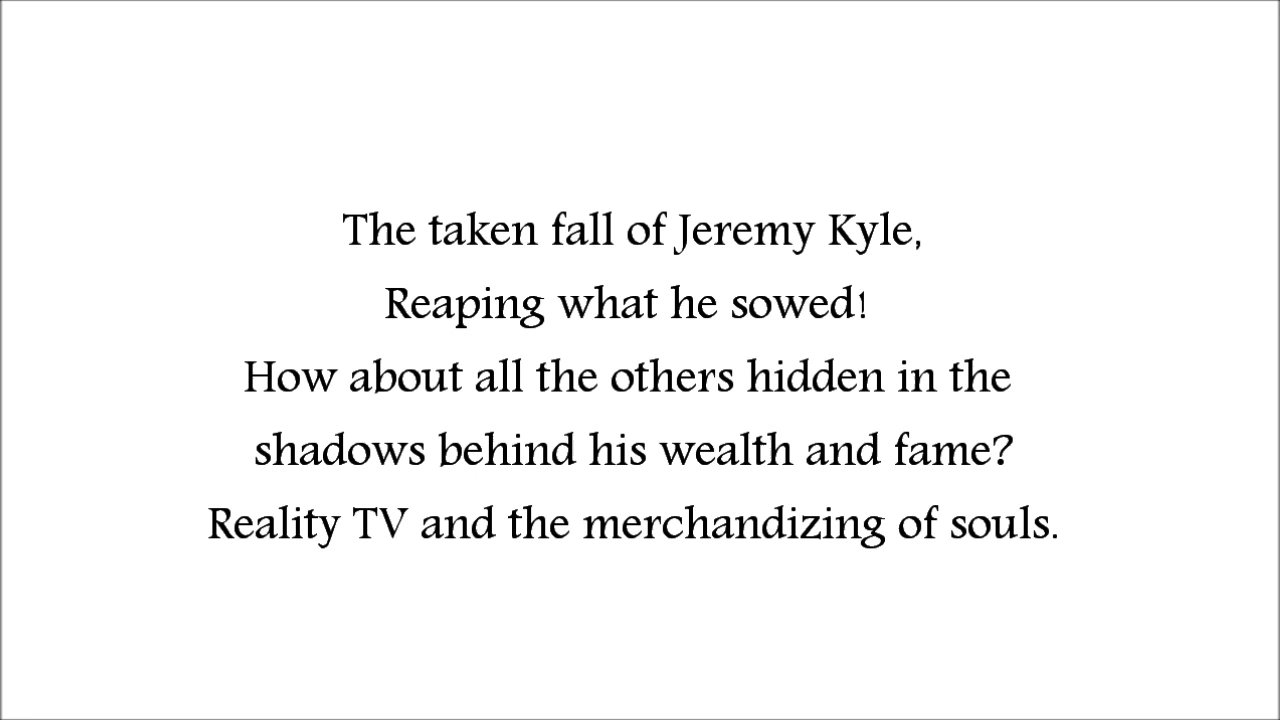 The taken fall of Jeremy Kyle,
Reaping what he sowed!
How about all the others hidden in the
shadows behind his wealth and fame?
Reality TV and the merchandizing of souls.